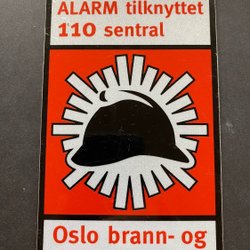 ALARM tilknyttet
110 sentral
Oslo brann- og